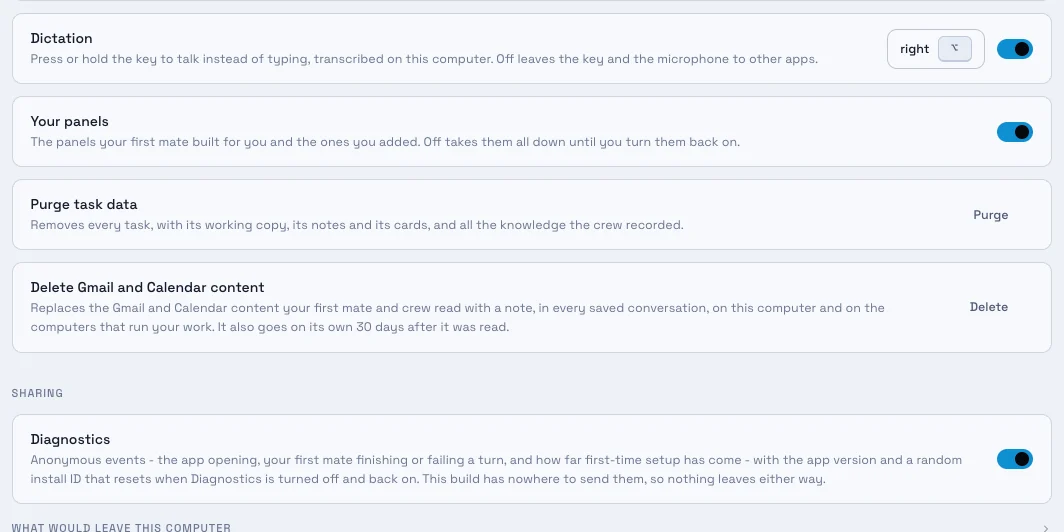 Dictation
Press or hold the key to talk instead of typing, transcribed on this computer. Off leaves the key and the microphone to other apps.
right ⌥
Your panels
The panels your first mate built for you and the ones you added. Off takes them all down until you turn them back on.
Purge task data
Removes every task, with its working copy, its notes and its cards, and all the knowledge the crew recorded.
Purge
Delete Gmail and Calendar content
Replaces the Gmail and Calendar content your first mate and crew read with a note, in every saved conversation, on this computer and on the
computers that run your work. It also goes on its own 30 days after it was read.
Delete
SHARING
Diagnostics
Anonymous events - the app opening, your first mate finishing or failing a turn, and how far first-time setup has come - with the app version and a random
install ID that resets when Diagnostics is turned off and back on. This build has nowhere to send them, so nothing leaves either way.
WHAT WOULD LEAVE THIS COMPUTER